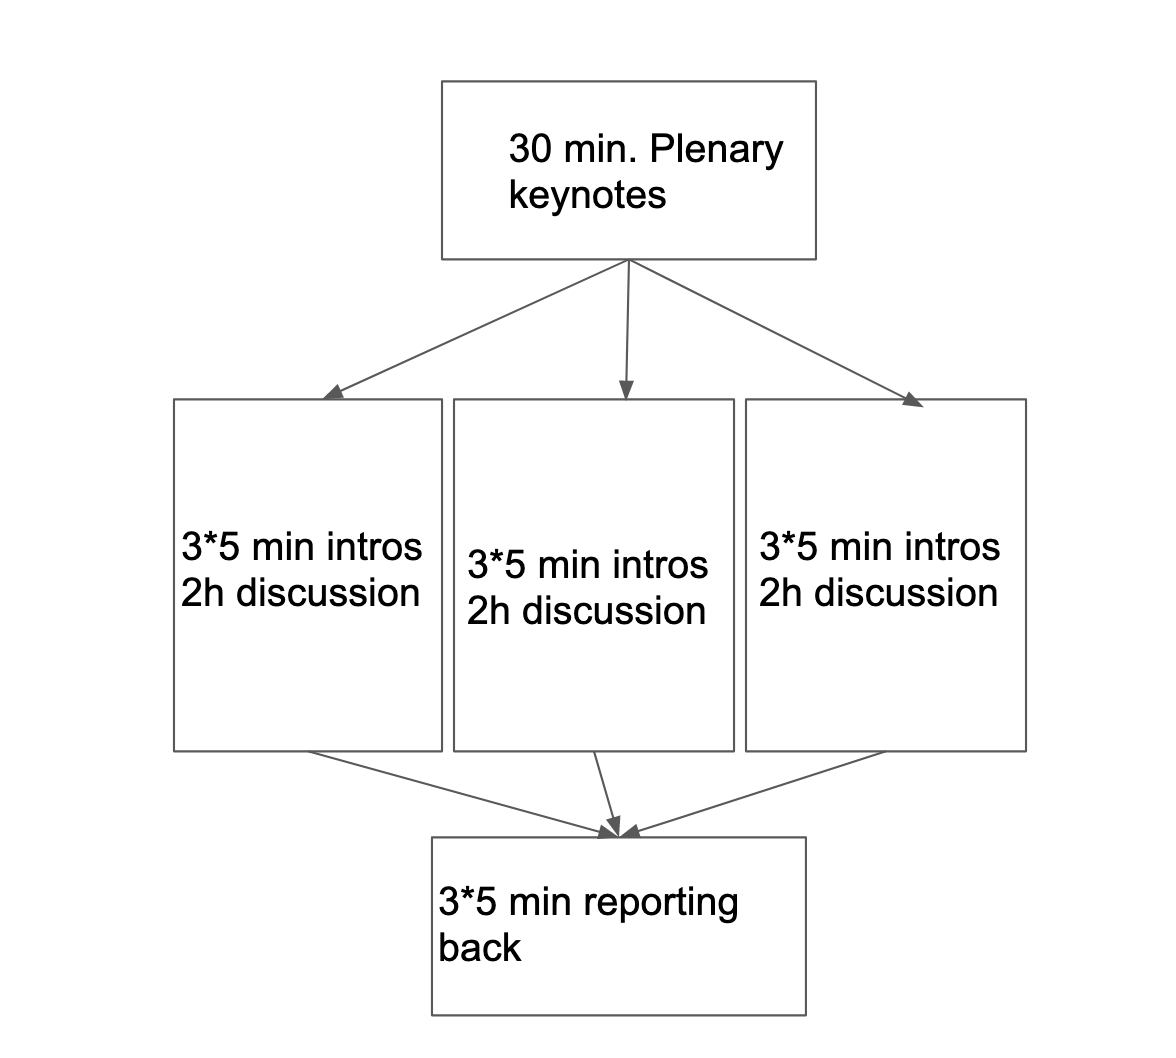 30 min. Plenary
keynotes
3*5 min intros
2h discussion
3*5 min intros
2h discussion
3*5 min intros
2h discussion
3*5 min reporting
back